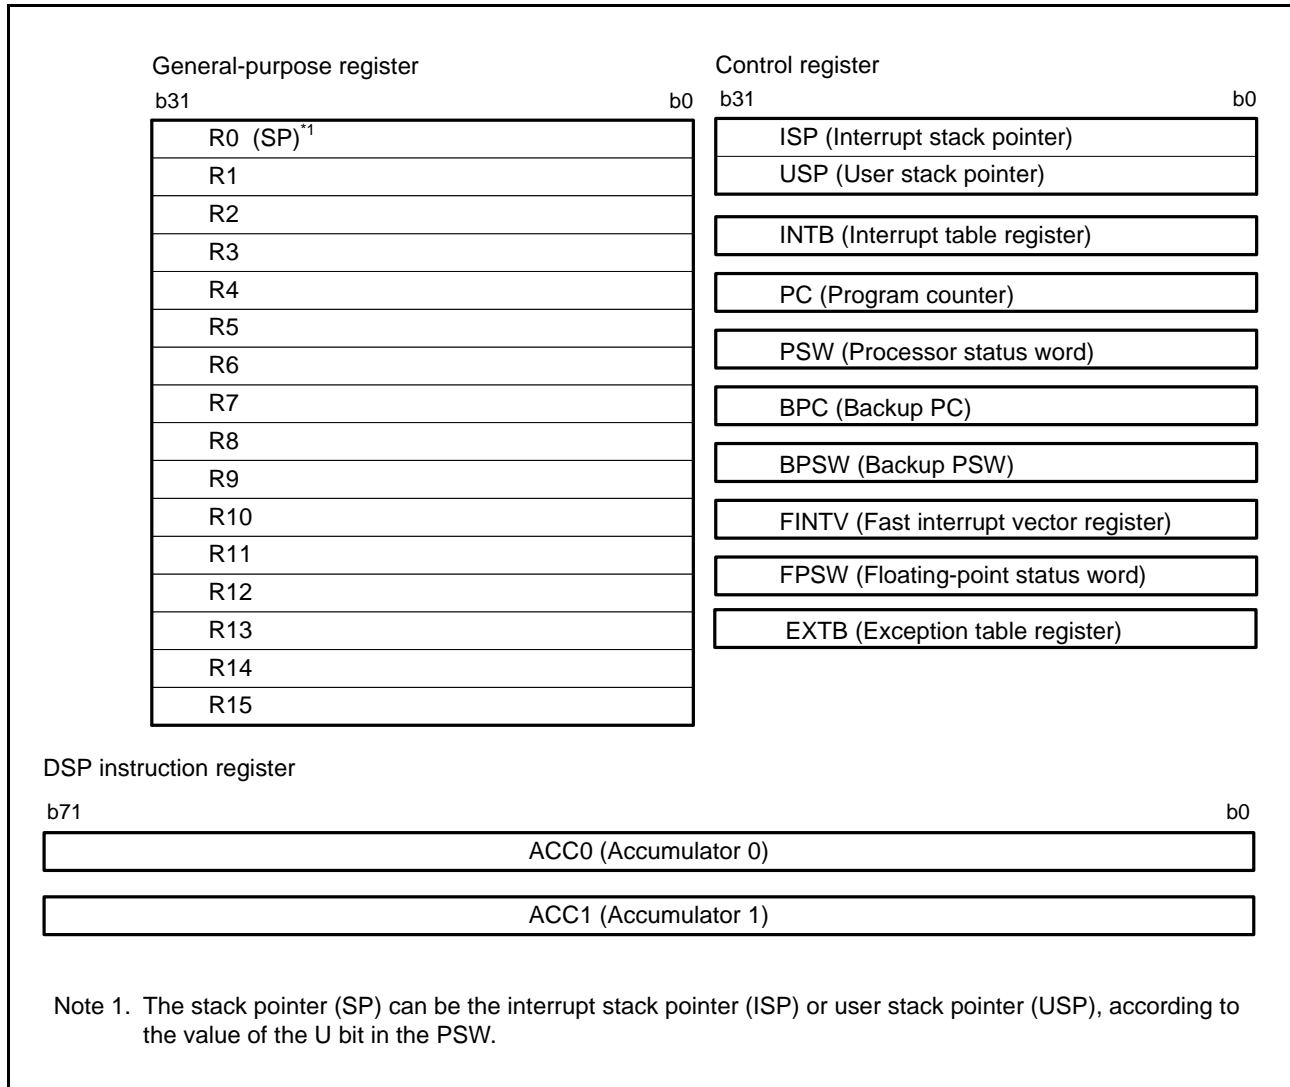 General-purpose register
b31 b0
R0 (SP)*1
R1
R2
R3
R4
R5
R6
R7
R8
R9
R10
R11
R12
R13
R14
R15
Control register
b31 b0
ISP (Interrupt stack pointer)
USP (User stack pointer)
INTB (Interrupt table register)
PC (Program counter)
PSW (Processor status word)
BPC (Backup PC)
BPSW (Backup PSW)
FINTV (Fast interrupt vector register)
FPSW (Floating-point status word)
EXTB (Exception table register)
DSP instruction register
b71 b0
ACC0 (Accumulator 0)
ACC1 (Accumulator 1)
Note 1. The stack pointer (SP) can be the interrupt stack pointer (ISP) or user stack pointer (USP), according to
the value of the U bit in the PSW.